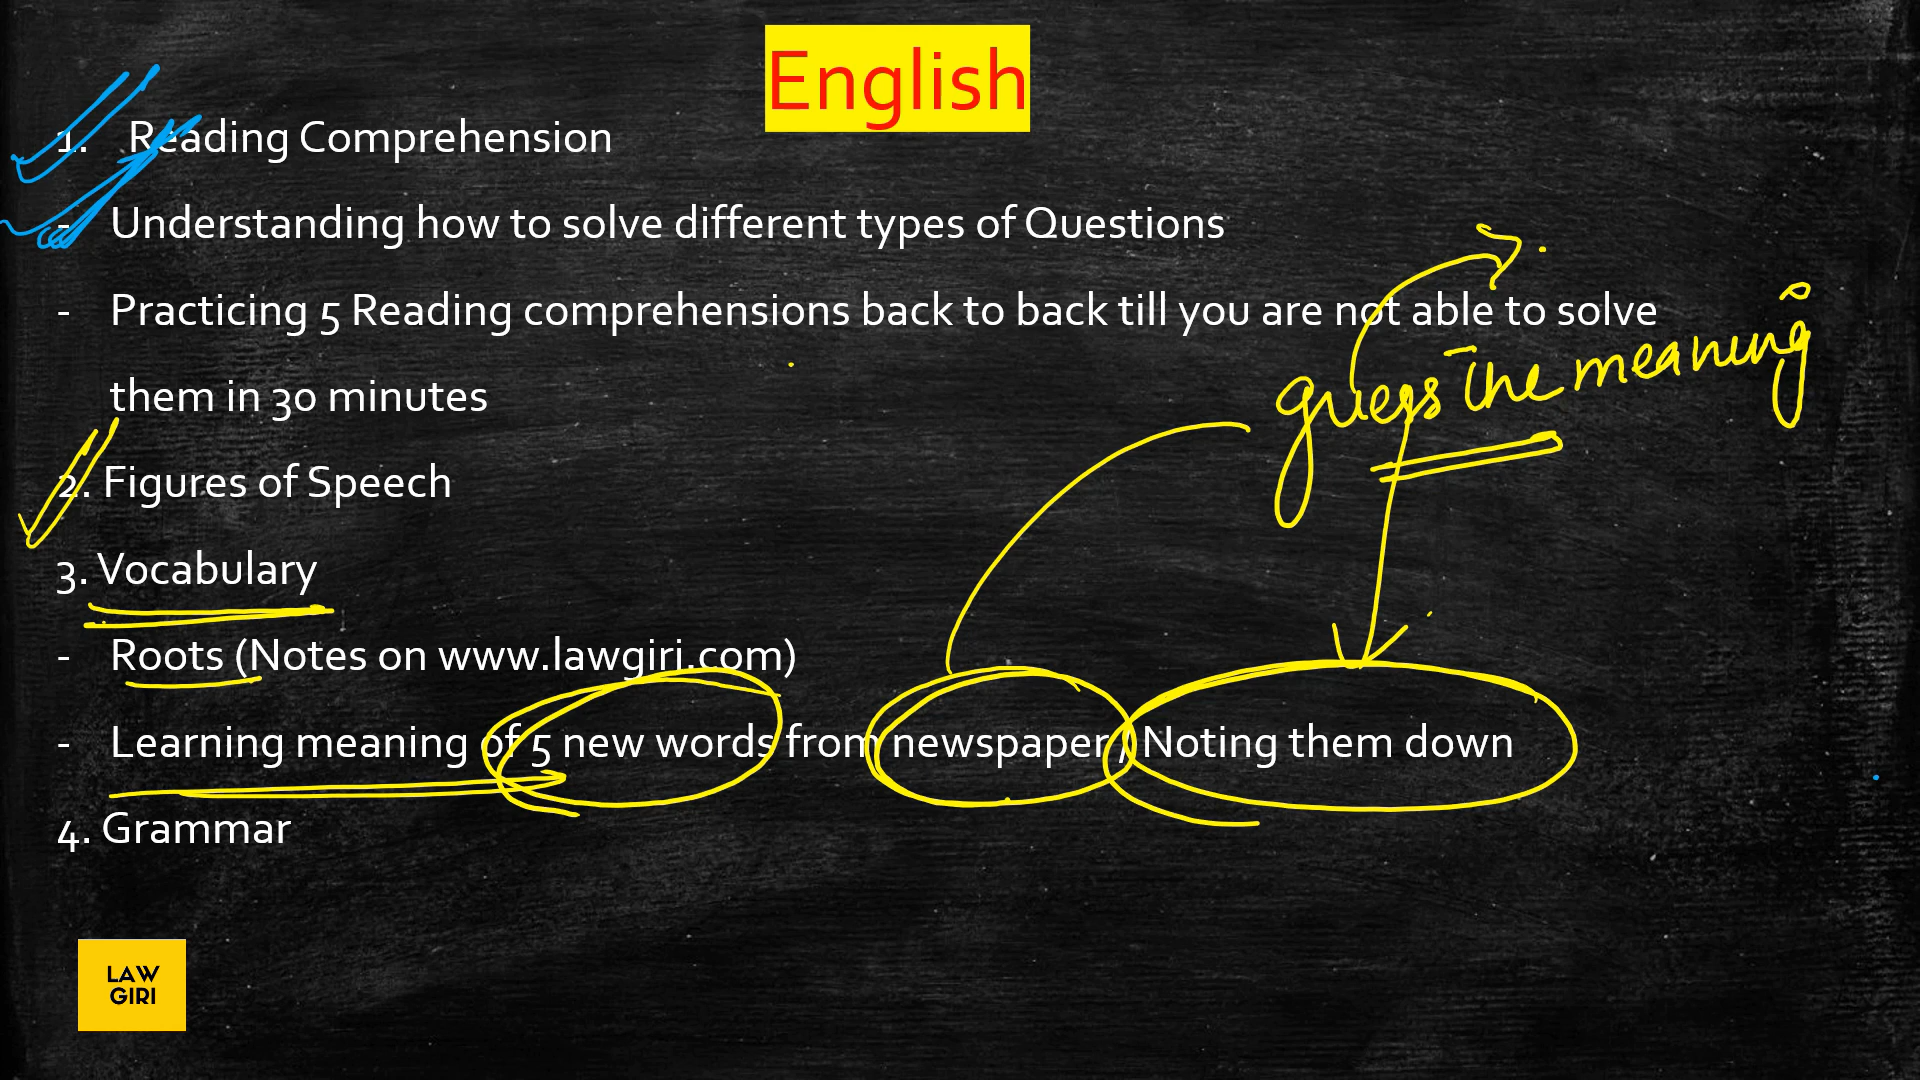 English
1. Reading Comprehension
- Understanding how to solve different types of Questions
- Practicing 5 Reading comprehensions back to back till you are not able to solve
them in 30 minutes
guess the meaning
2. Figures of Speech
3. Vocabulary
- Roots (Notes on www.lawgiri.com)
- Learning meaning of 5 new words from newspaper / Noting them down
4. Grammar
LAW
GIRI